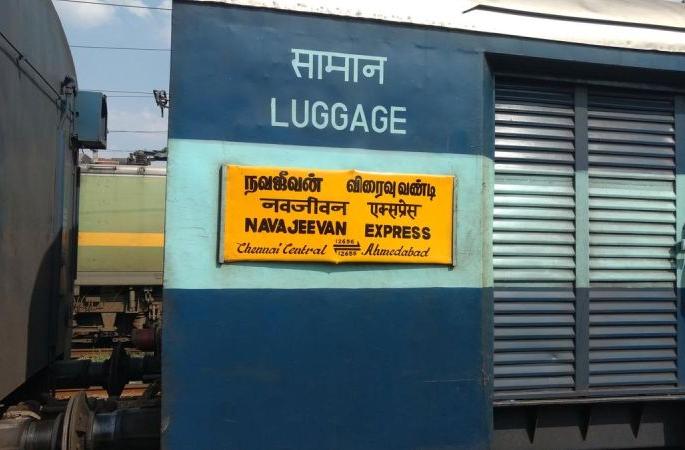 सामान
LUGGAGE
நவஜீவன் விரைவு வண்டி
नवजीवन एक्सप्रेस
NAVAJEEVAN EXPRESS
Chennai Central 12656 12655 Ahmedabad